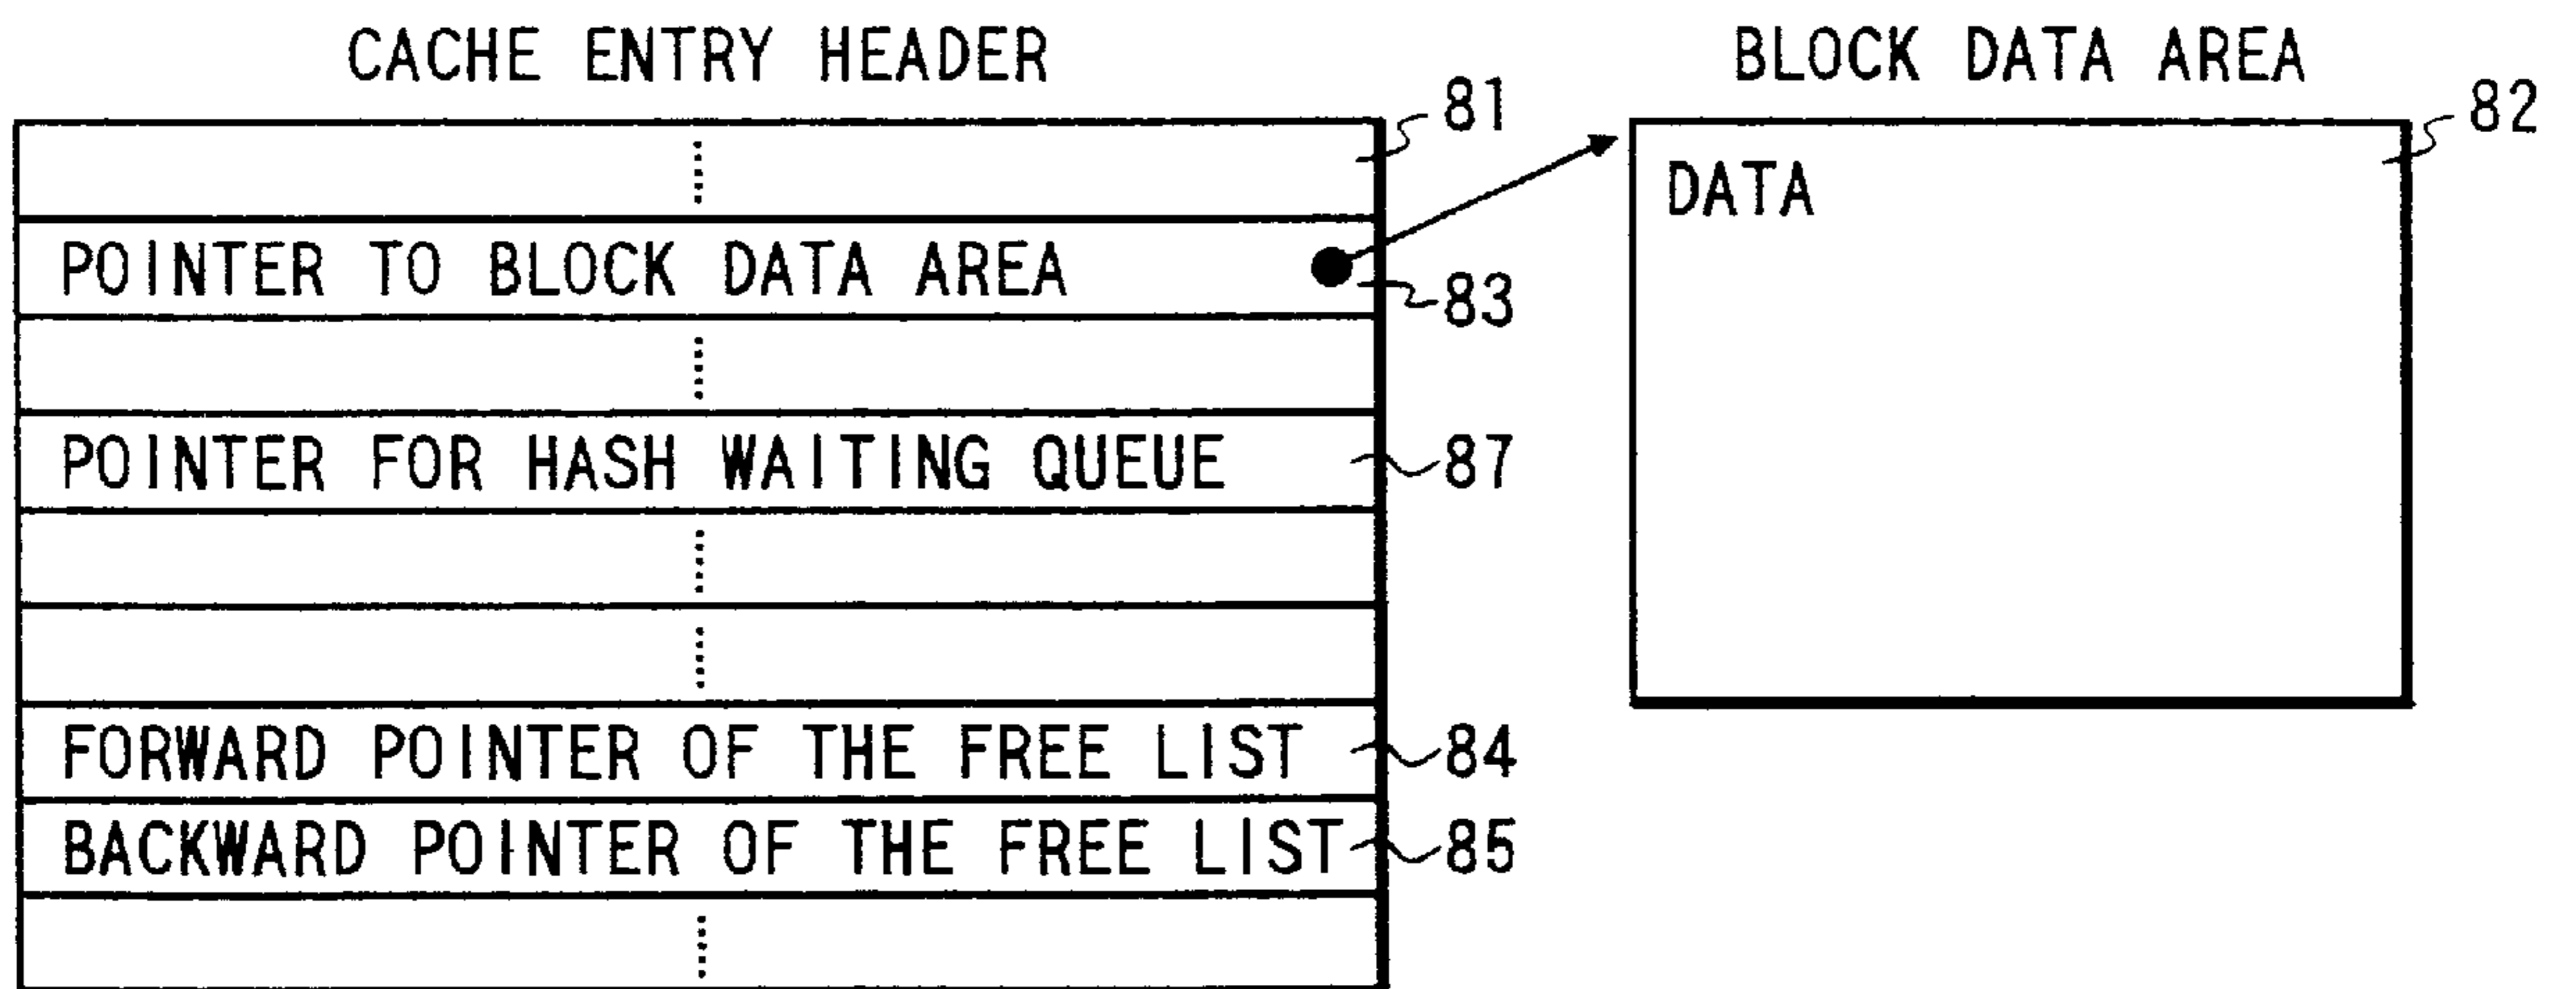 CACHE ENTRY HEADER
BLOCK DATA AREA
81
82
DATA
POINTER TO BLOCK DATA AREA
83
POINTER FOR HASH WAITING QUEUE
87
FORWARD POINTER OF THE FREE LIST
84
BACKWARD POINTER OF THE FREE LIST
85